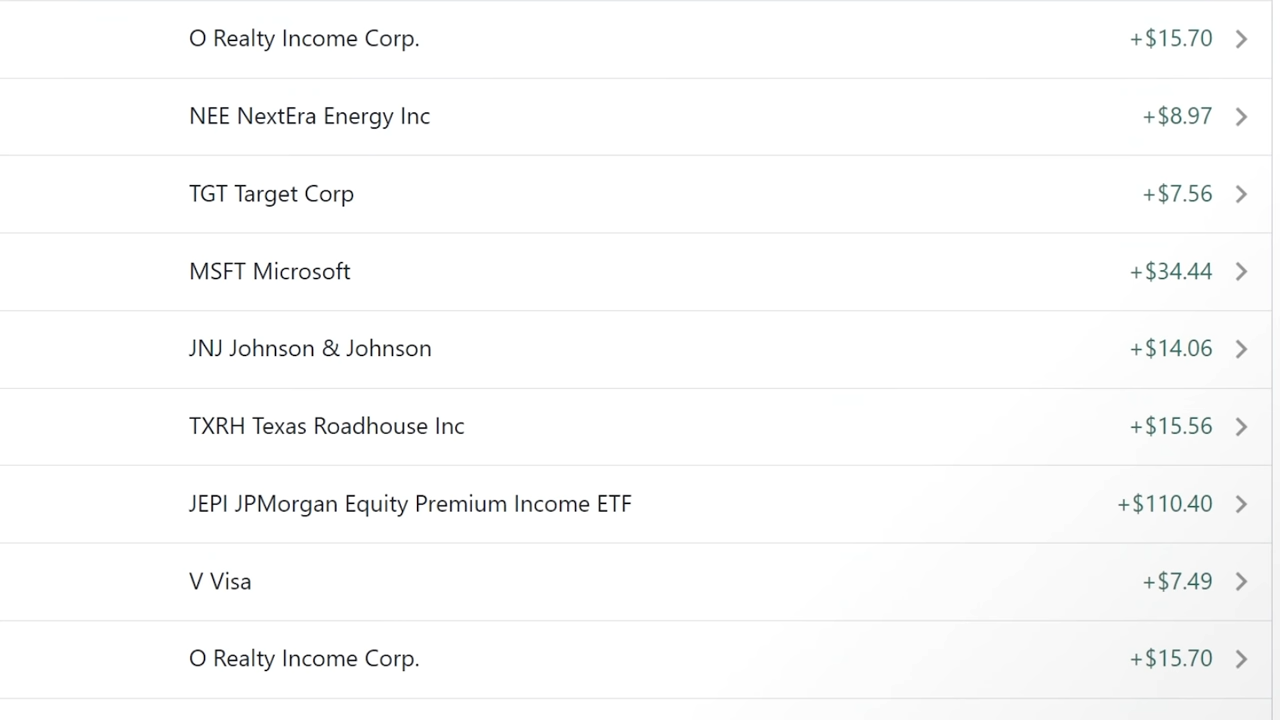 O Realty Income Corp. +$15.70
NEE NextEra Energy Inc +$8.97
TGT Target Corp +$7.56
MSFT Microsoft +$34.44
JNJ Johnson & Johnson +$14.06
TXRH Texas Roadhouse Inc +$15.56
JEPI JPMorgan Equity Premium Income ETF +$110.40
V Visa +$7.49
O Realty Income Corp. +$15.70